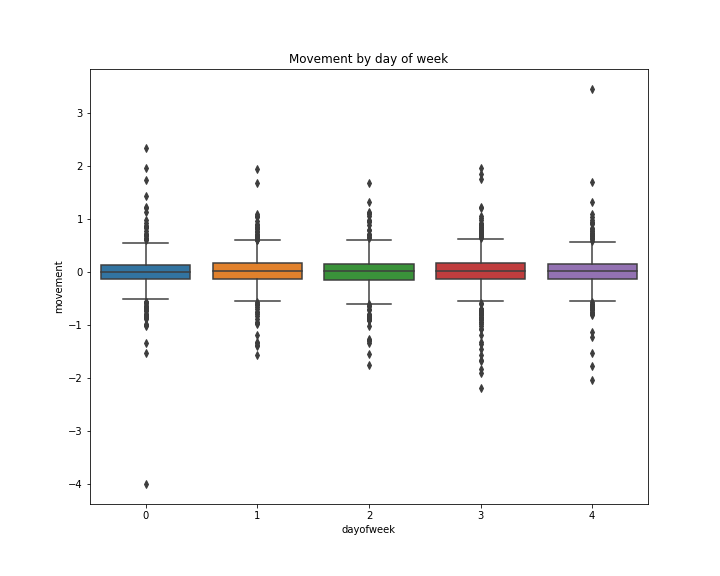 Movement by day of week
3
2
1
0
−1
−2
−3
−4
movement
0 1 2 3 4
dayofweek